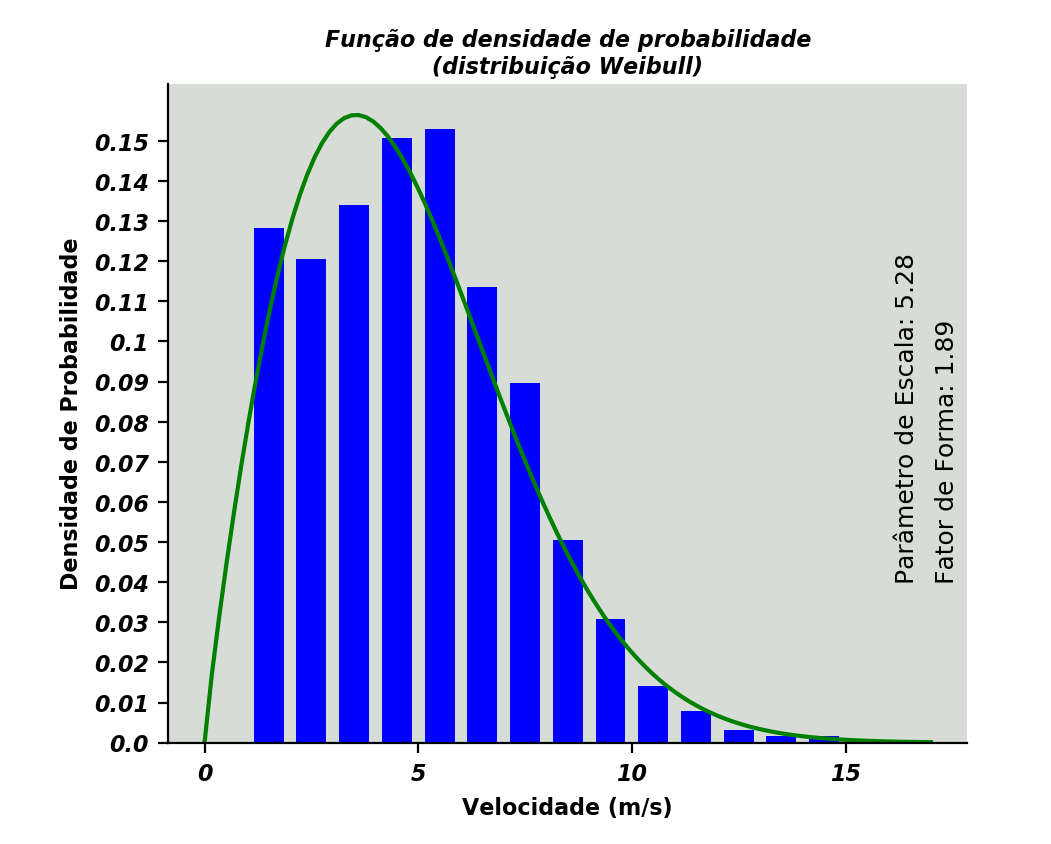 Função de densidade de probabilidade
(distribuição Weibull)
Densidade de Probabilidade
0.15
0.14
0.13
0.12
0.11
0.1
0.09
0.08
0.07
0.06
0.05
0.04
0.03
0.02
0.01
0.0
Parâmetro de Escala: 5.28
Fator de Forma: 1.89
0 5 10 15
Velocidade (m/s)